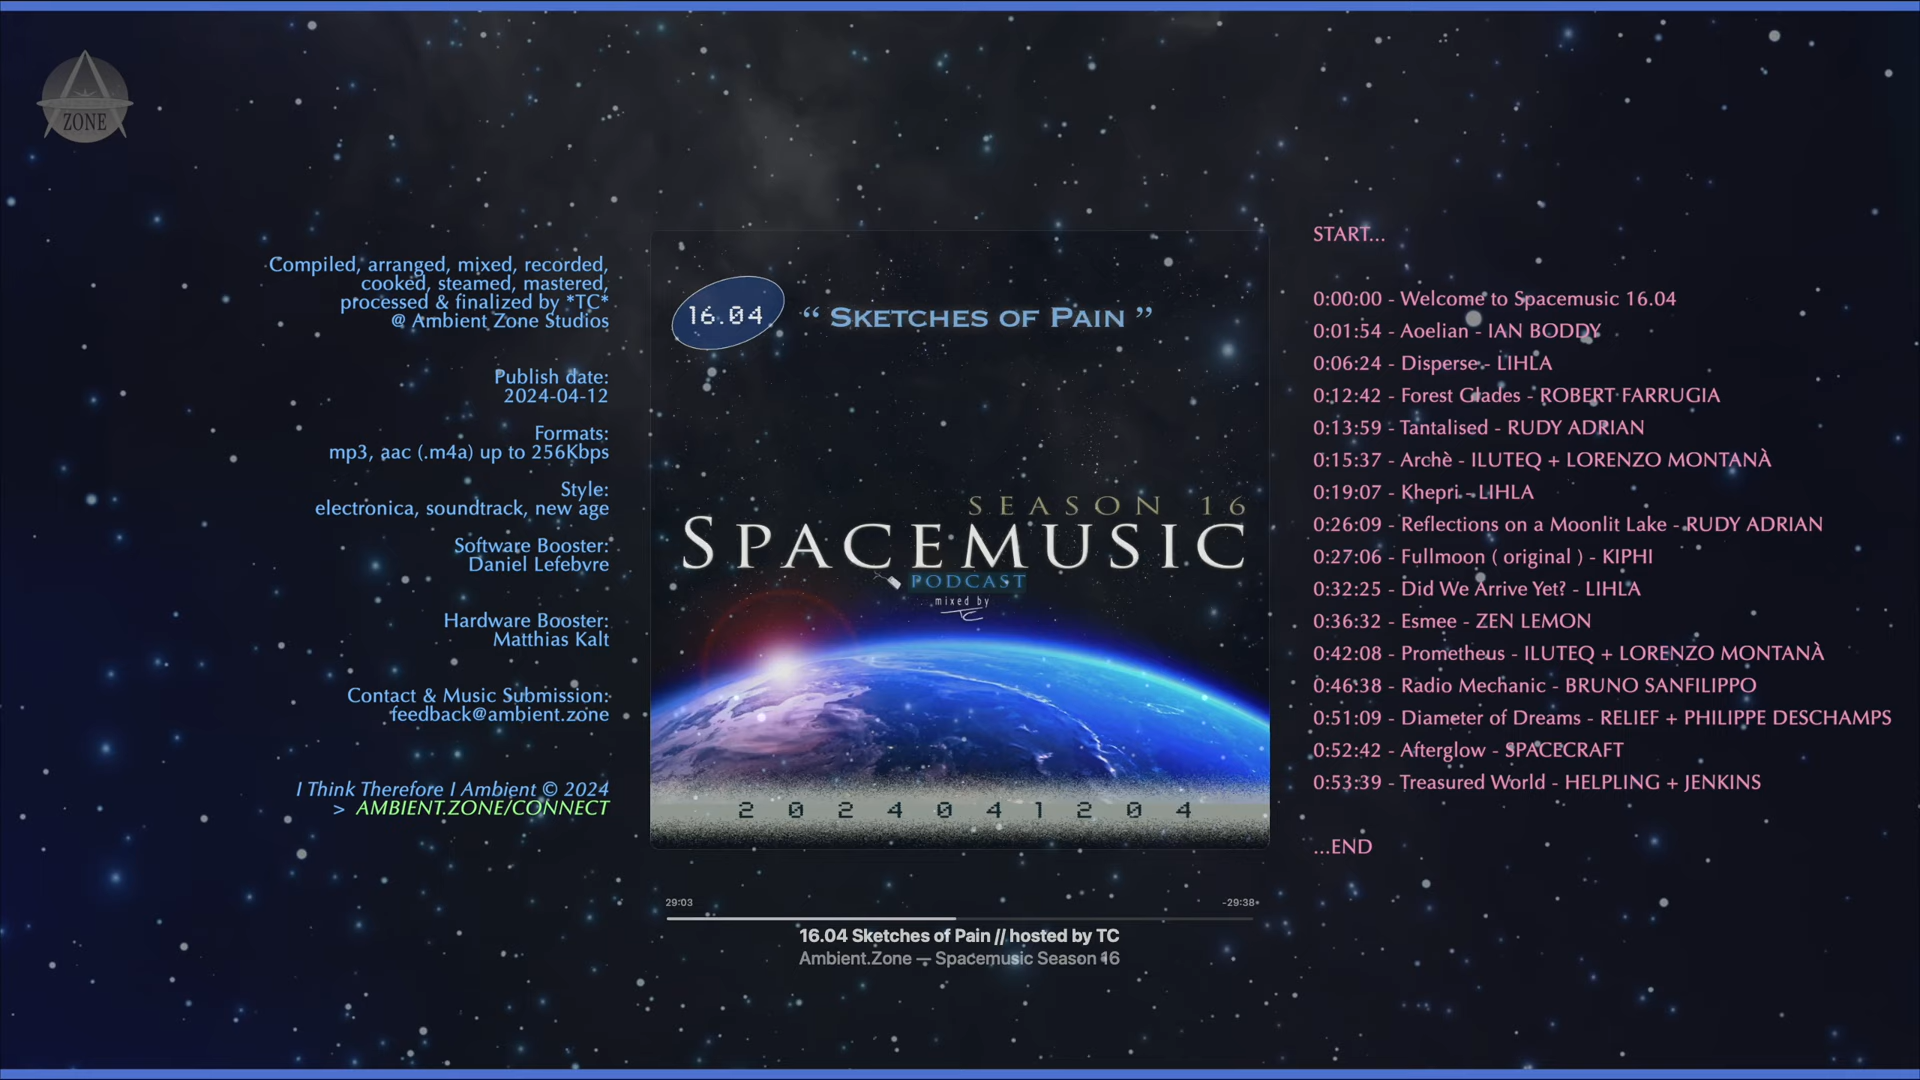 ZONE
Compiled, arranged, mixed, recorded,
cooked, steamed, mastered,
processed & finalized by *TC*
@ Ambient Zone Studios
Publish date:
2024-04-12
Formats:
mp3, aac (.m4a) up to 256Kbps
Style:
electronica, soundtrack, new age
Software Booster:
Daniel Lefebvre
Hardware Booster:
Matthias Kalt
Contact & Music Submission:
feedback@ambient.zone
I Think Therefore I Ambient © 2024
> AMBIENT.ZONE/CONNECT
16.04
“ SKETCHES OF PAIN ”
SEASON 16
SPACEMUSIC
PODCAST
mixed by
TC
2024041204
29:03
-29:38
16.04 Sketches of Pain // hosted by TC
Ambient.Zone — Spacemusic Season 16
START...
0:00:00 - Welcome to Spacemusic 16.04
0:01:54 - Aoelian - IAN BODDY
0:06:24 - Disperse - LIHLA
0:12:42 - Forest Glades - ROBERT FARRUGIA
0:13:59 - Tantalised - RUDY ADRIAN
0:15:37 - Archè - ILUTEQ + LORENZO MONTANÀ
0:19:07 - Khepri - LIHLA
0:26:09 - Reflections on a Moonlit Lake - RUDY ADRIAN
0:27:06 - Fullmoon ( original ) - KIPHI
0:32:25 - Did We Arrive Yet? - LIHLA
0:36:32 - Esmee - ZEN LEMON
0:42:08 - Prometheus - ILUTEQ + LORENZO MONTANÀ
0:46:38 - Radio Mechanic - BRUNO SANFILIPPO
0:51:09 - Diameter of Dreams - RELIEF + PHILIPPE DESCHAMPS
0:52:42 - Afterglow - SPACECRAFT
0:53:39 - Treasured World - HELPLING + JENKINS
...END